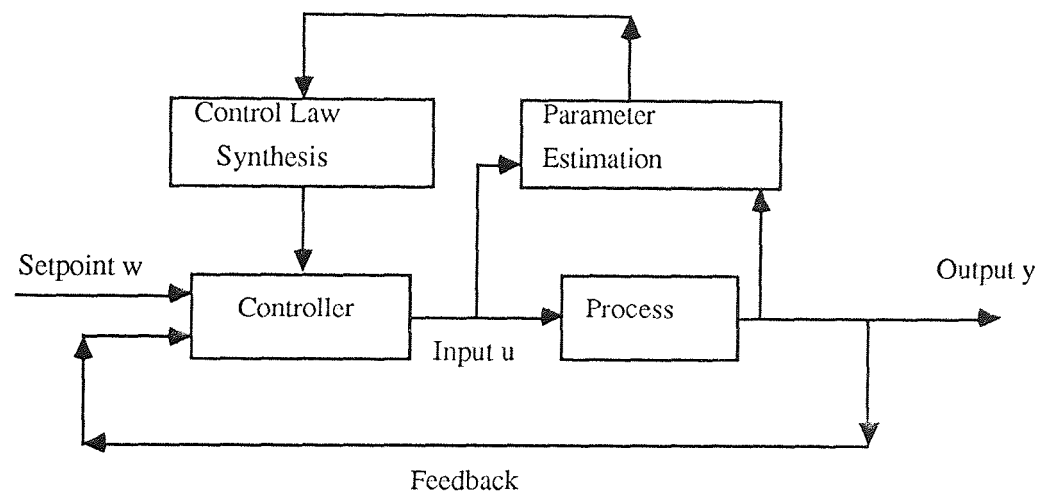 Control Law
Synthesis
Parameter
Estimation
Setpoint w
Controller
Input u
Process
Output y
Feedback